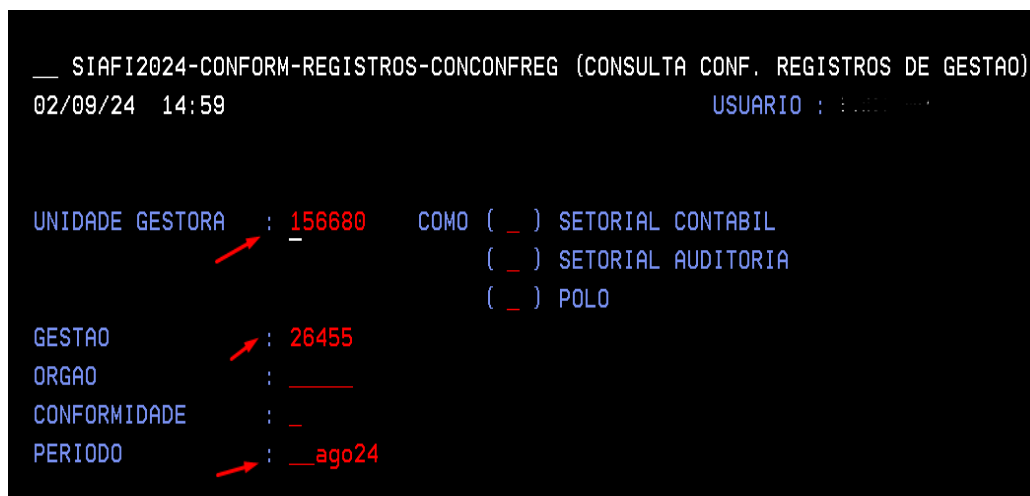 __ SIAFI2024-CONFORM-REGISTROS-CONCONFREG (CONSULTA CONF. REGISTROS DE GESTAO)
02/09/24 14:59 USUARIO :
UNIDADE GESTORA : 156680 COMO ( _ ) SETORIAL CONTABIL
( _ ) SETORIAL AUDITORIA
( _ ) POLO
GESTAO : 26455
ORGAO : _____
CONFORMIDADE : _
PERIODO : __ago24